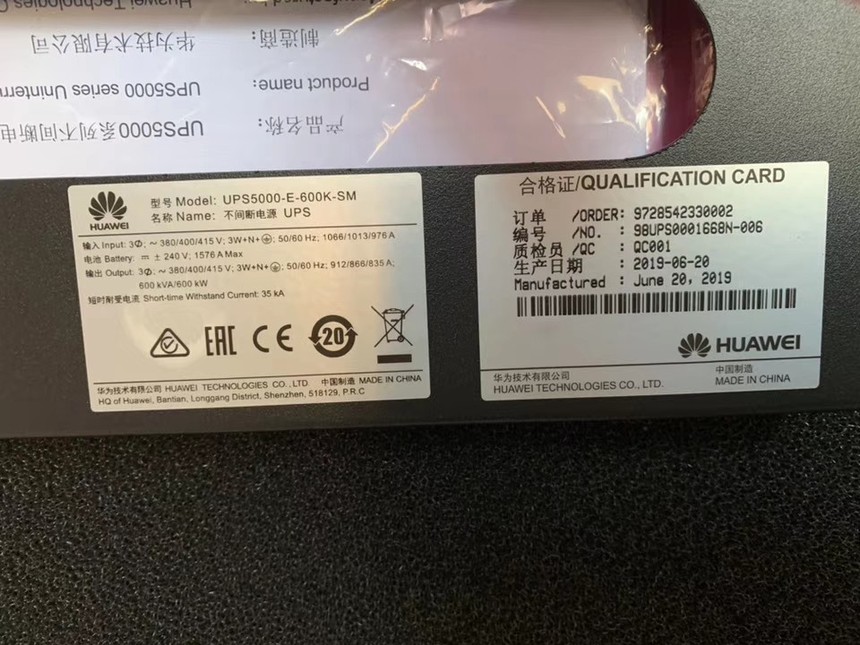 Huawei Technologies C
制造商: 华为技术有限公司
Product name: UPS5000 series Uninterr
产品名称: UPS5000系列不间断电
HUAWEI
型号 Model: UPS5000-E-600K-SM
名称 Name: 不间断电源 UPS
输入 Input: 3Ø; ~ 380/400/415 V; 3W+N+⏚; 50/60 Hz; 1066/1013/976 A
电池 Battery: ⎓ ± 240 V; 1576 A Max
输出 Output: 3Ø; ~ 380/400/415 V; 3W+N+⏚; 50/60 Hz; 912/866/835 A;
600 kVA/600 kW
短时耐受电流 Short-time Withstand Current: 35 kA
EAC CE 20
华为技术有限公司 HUAWEI TECHNOLOGIES CO., LTD. 中国制造 MADE IN CHINA
HQ of Huawei, Bantian, Longgang District, Shenzhen, 518129, P.R.C
合格证/QUALIFICATION CARD
订单 /ORDER: 9728542330002
编号 /NO. : 98UPS0001668N-006
质检员 /QC : QC001
生产日期 : 2019-06-20
Manufactured : June 20, 2019
HUAWEI
华为技术有限公司 中国制造
HUAWEI TECHNOLOGIES CO., LTD. MADE IN CHINA